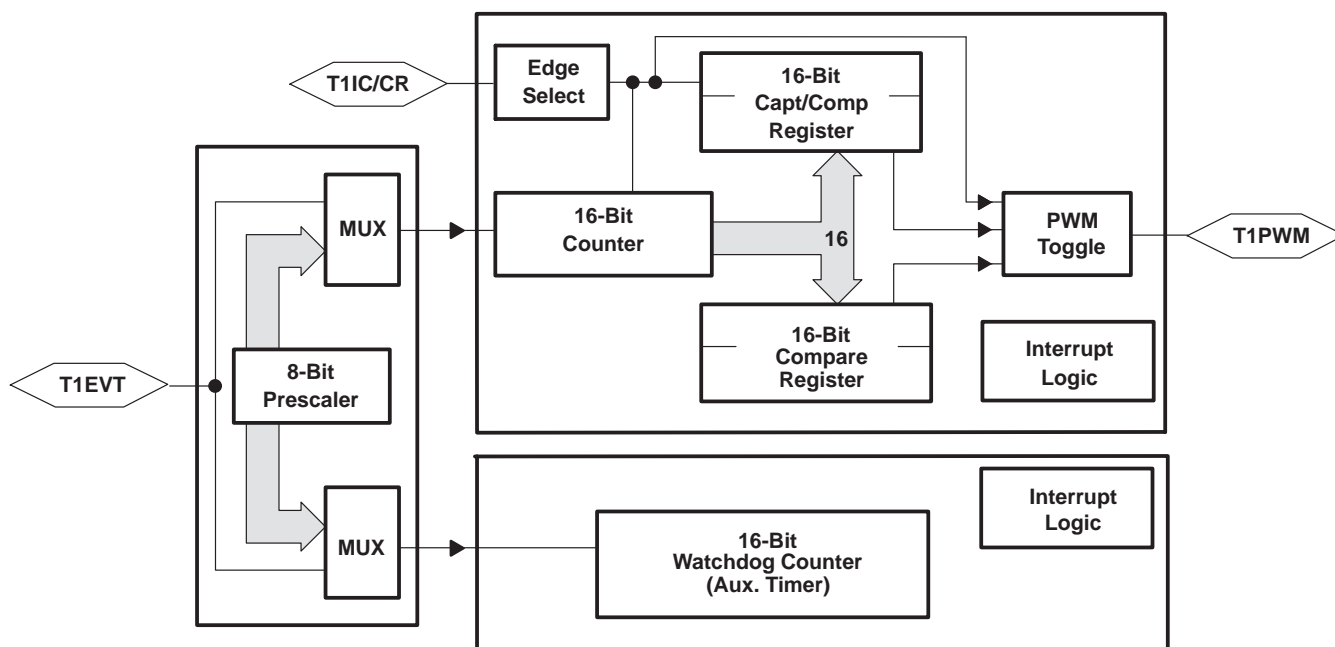 T1IC/CR
Edge
Select
16-Bit
Capt/Comp
Register
MUX
16-Bit
Counter
16
PWM
Toggle
T1PWM
8-Bit
Prescaler
T1EVT
16-Bit
Compare
Register
Interrupt
Logic
MUX
16-Bit
Watchdog Counter
(Aux. Timer)
Interrupt
Logic